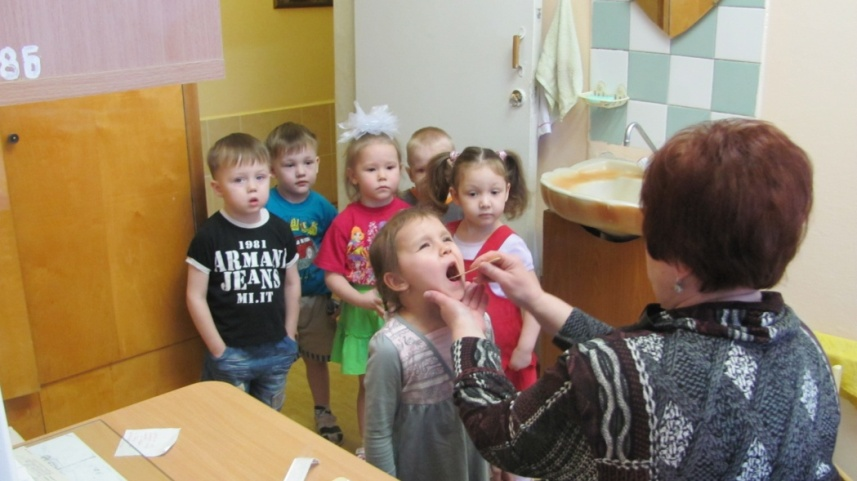 86
1981
ARMANI
JEANS
MI.IT